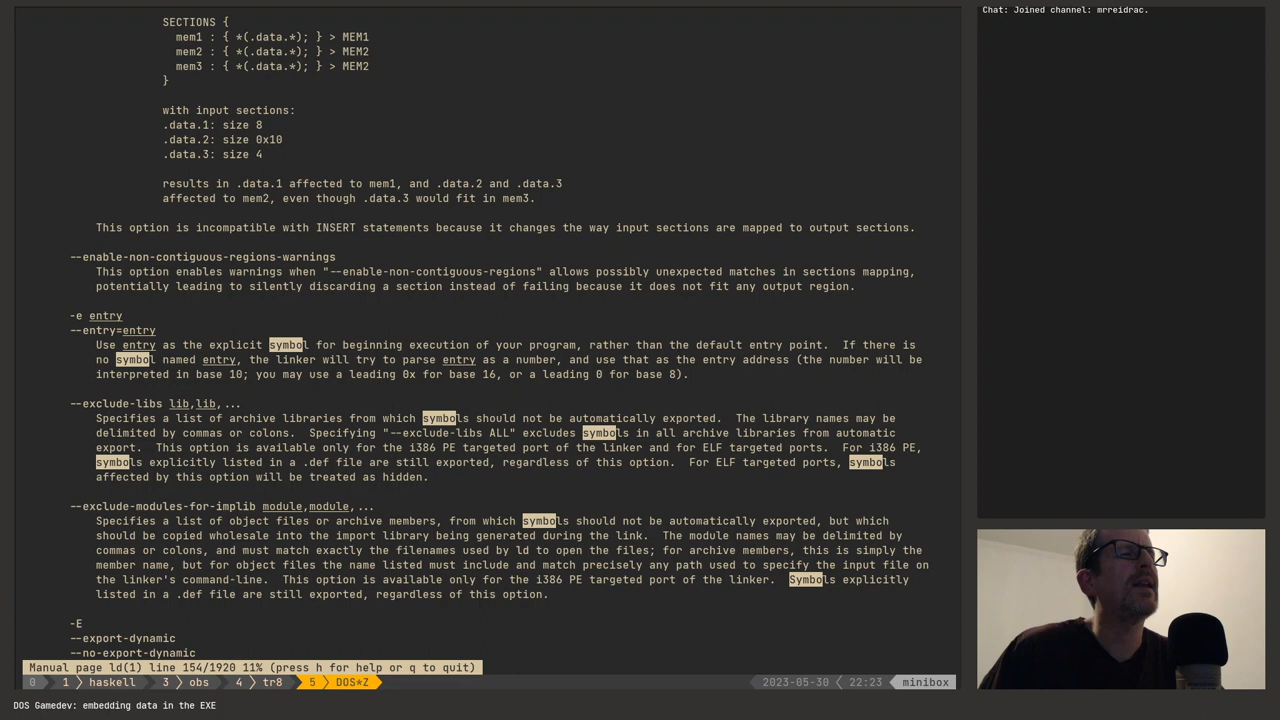 SECTIONS {
mem1 : { *(.data.*); } > MEM1
mem2 : { *(.data.*); } > MEM2
mem3 : { *(.data.*); } > MEM2
}
with input sections:
.data.1: size 8
.data.2: size 0x10
.data.3: size 4
results in .data.1 affected to mem1, and .data.2 and .data.3
affected to mem2, even though .data.3 would fit in mem3.
This option is incompatible with INSERT statements because it changes the way input sections are mapped to output sections.
--enable-non-contiguous-regions-warnings
This option enables warnings when "--enable-non-contiguous-regions" allows possibly unexpected matches in sections mapping,
potentially leading to silently discarding a section instead of failing because it does not fit any output region.
-e entry
--entry=entry
Use entry as the explicit symbol for beginning execution of your program, rather than the default entry point.  If there is
no symbol named entry, the linker will try to parse entry as a number, and use that as the entry address (the number will be
interpreted in base 10; you may use a leading 0x for base 16, or a leading 0 for base 8).
--exclude-libs lib,lib,...
Specifies a list of archive libraries from which symbols should not be automatically exported.  The library names may be
delimited by commas or colons.  Specifying "--exclude-libs ALL" excludes symbols in all archive libraries from automatic
export.  This option is available only for the i386 PE targeted port of the linker and for ELF targeted ports.  For i386 PE,
symbols explicitly listed in a .def file are still exported, regardless of this option.  For ELF targeted ports, symbols
affected by this option will be treated as hidden.
--exclude-modules-for-implib module,module,...
Specifies a list of object files or archive members, from which symbols should not be automatically exported, but which
should be copied wholesale into the import library being generated during the link.  The module names may be delimited by
commas or colons, and must match exactly the filenames used by ld to open the files; for archive members, this is simply the
member name, but for object files the name listed must include and match precisely any path used to specify the input file on
the linker's command-line.  This option is available only for the i386 PE targeted port of the linker.  Symbols explicitly
listed in a .def file are still exported, regardless of this option.
-E
--export-dynamic
--no-export-dynamic
Manual page ld(1) line 154/1920 11% (press h for help or q to quit)
0 1 haskell 3 obs 4 tr8 5 DOS*Z 2023-05-30 22:23 minibox
DOS Gamedev: embedding data in the EXE
Chat: Joined channel: mrreidrac.